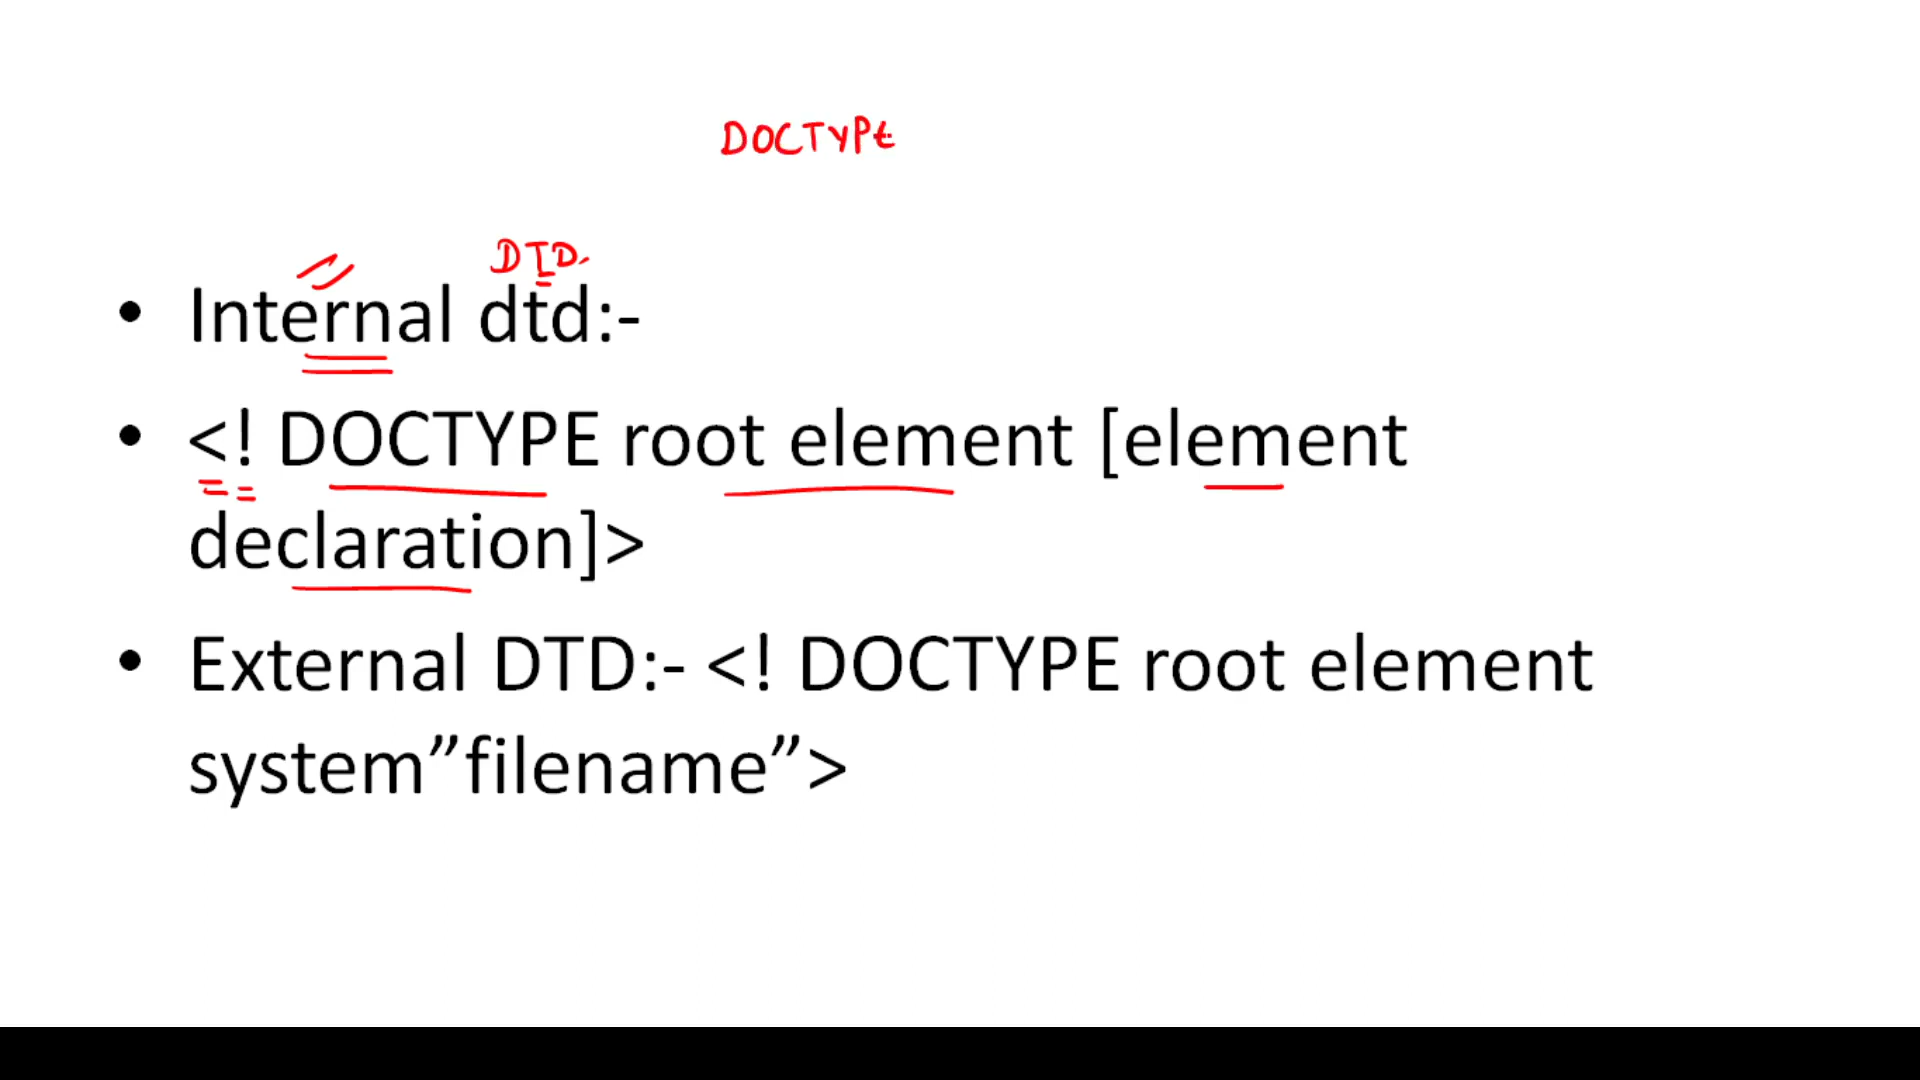 DOCTYPE
DTD.
• Internal dtd:-
• <! DOCTYPE root element [element
declaration]>
• External DTD:- <! DOCTYPE root element
system”filename”>